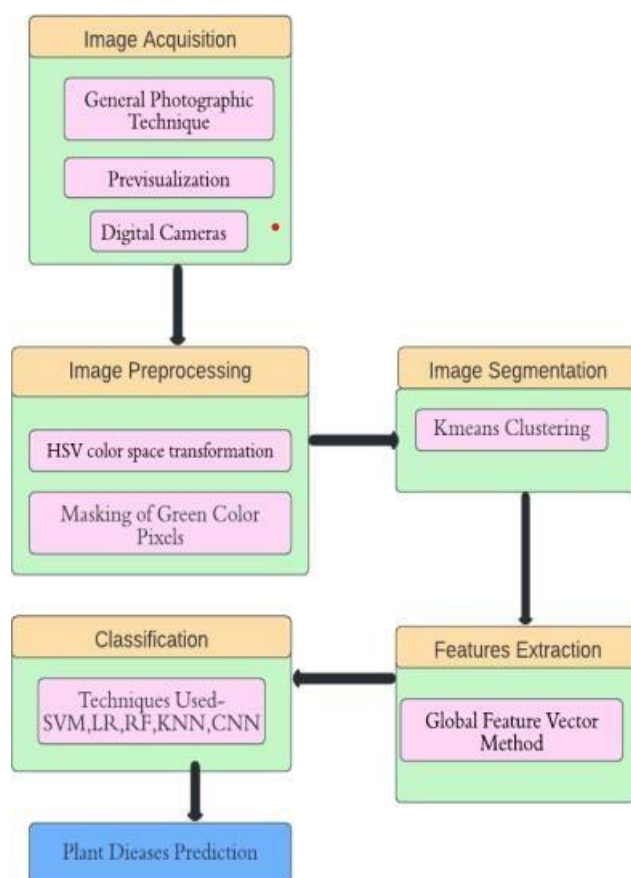 Image Acquisition
General Photographic
Technique
Previsualization
Digital Cameras
Image Preprocessing
HSV color space transformation
Masking of Green Color
Pixels
Image Segmentation
Kmeans Clustering
Features Extraction
Global Feature Vector
Method
Classification
Techniques Used-
SVM,LR,RF,KNN,CNN
Plant Dieases Prediction